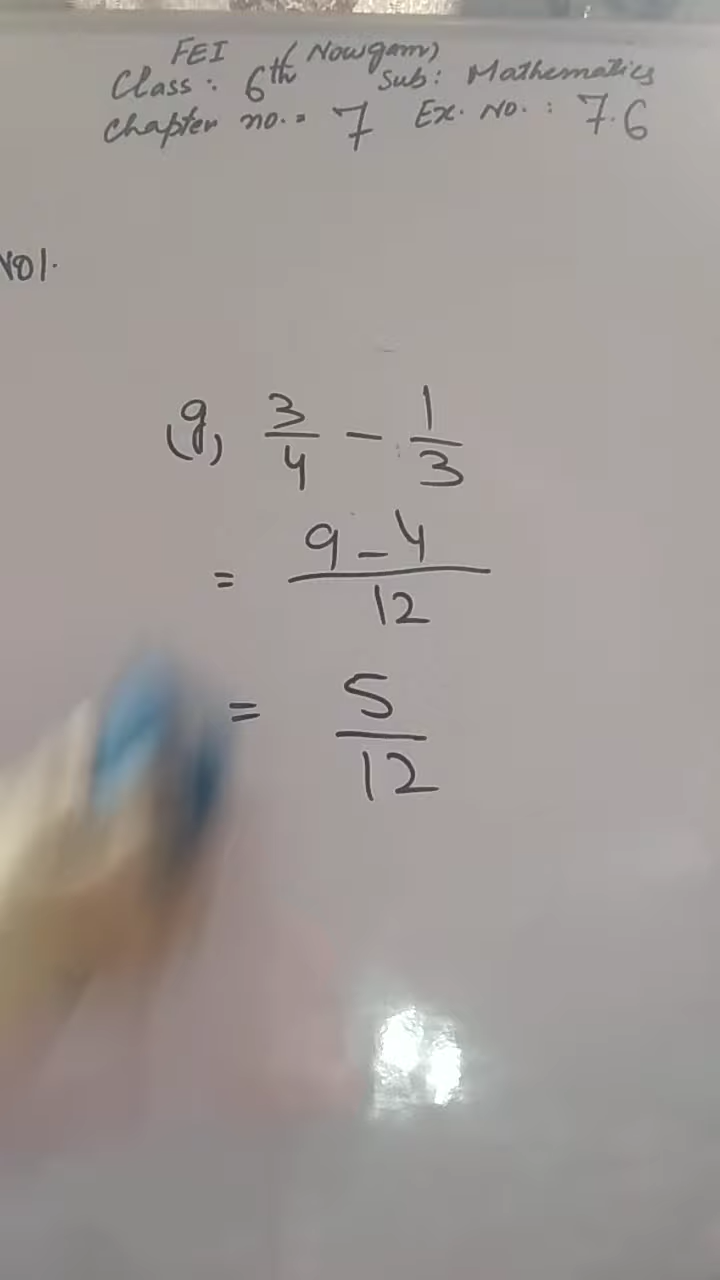 FEI (Nowgam)
Class: 6th Sub: Mathematics
Chapter no.= 7 Ex. No.: 7.6
No1.
(g) 3/4 - 1/3
= 9-4/12
= 5/12